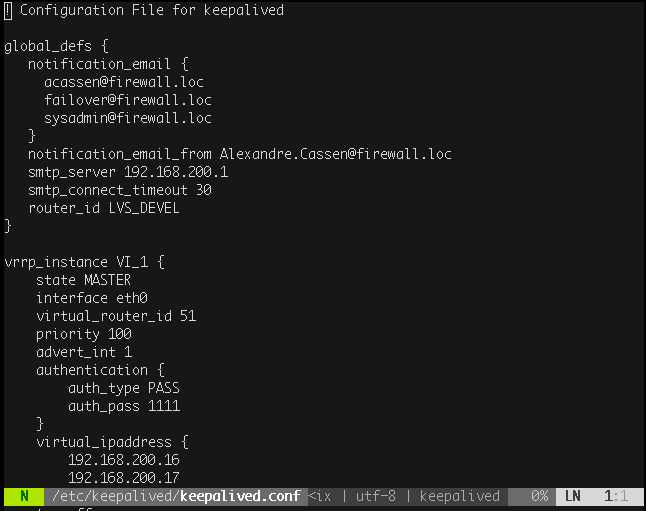 ! Configuration File for keepalived
global_defs {
notification_email {
acassen@firewall.loc
failover@firewall.loc
sysadmin@firewall.loc
}
notification_email_from Alexandre.Cassen@firewall.loc
smtp_server 192.168.200.1
smtp_connect_timeout 30
router_id LVS_DEVEL
}
vrrp_instance VI_1 {
state MASTER
interface eth0
virtual_router_id 51
priority 100
advert_int 1
authentication {
auth_type PASS
auth_pass 1111
}
virtual_ipaddress {
192.168.200.16
192.168.200.17
N /etc/keepalived/keepalived.conf <ix | utf-8 | keepalived 0% LN 1:1